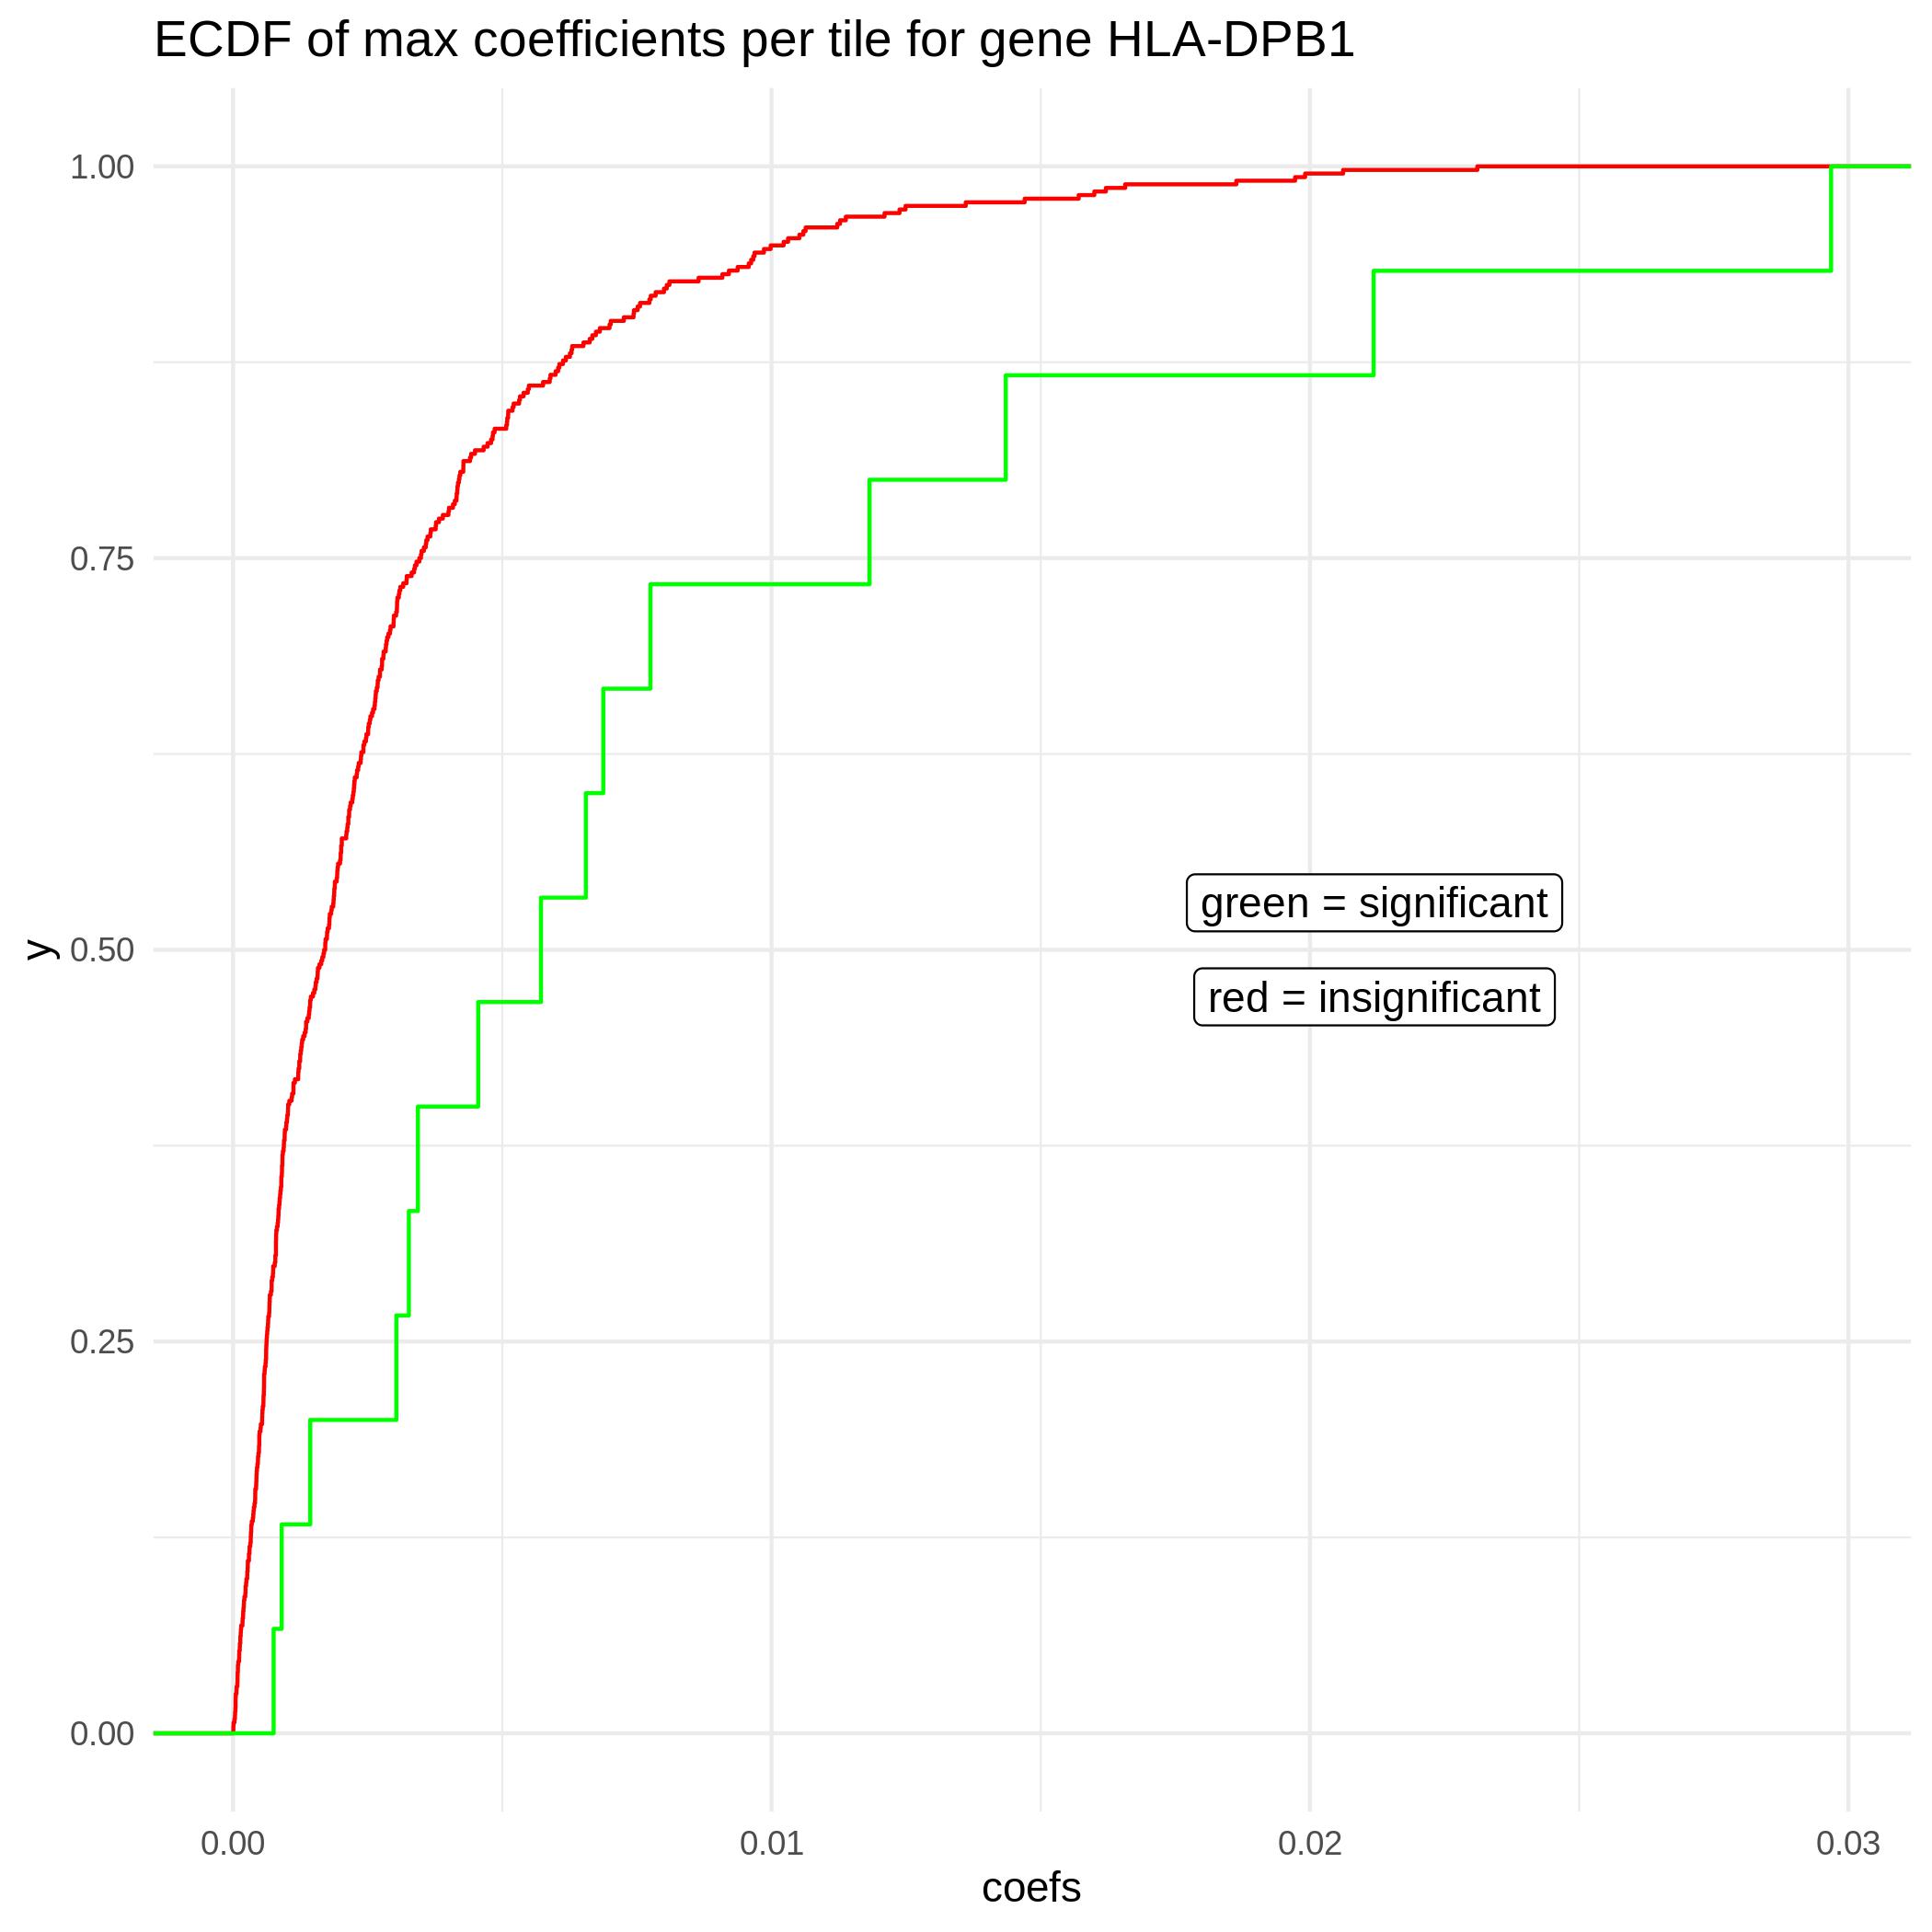 ECDF of max coefficients per tile for gene HLA-DPB1
1.00
0.75
0.50
0.25
0.00
y
green = significant
red = insignificant
0.00 0.01 0.02 0.03
coefs